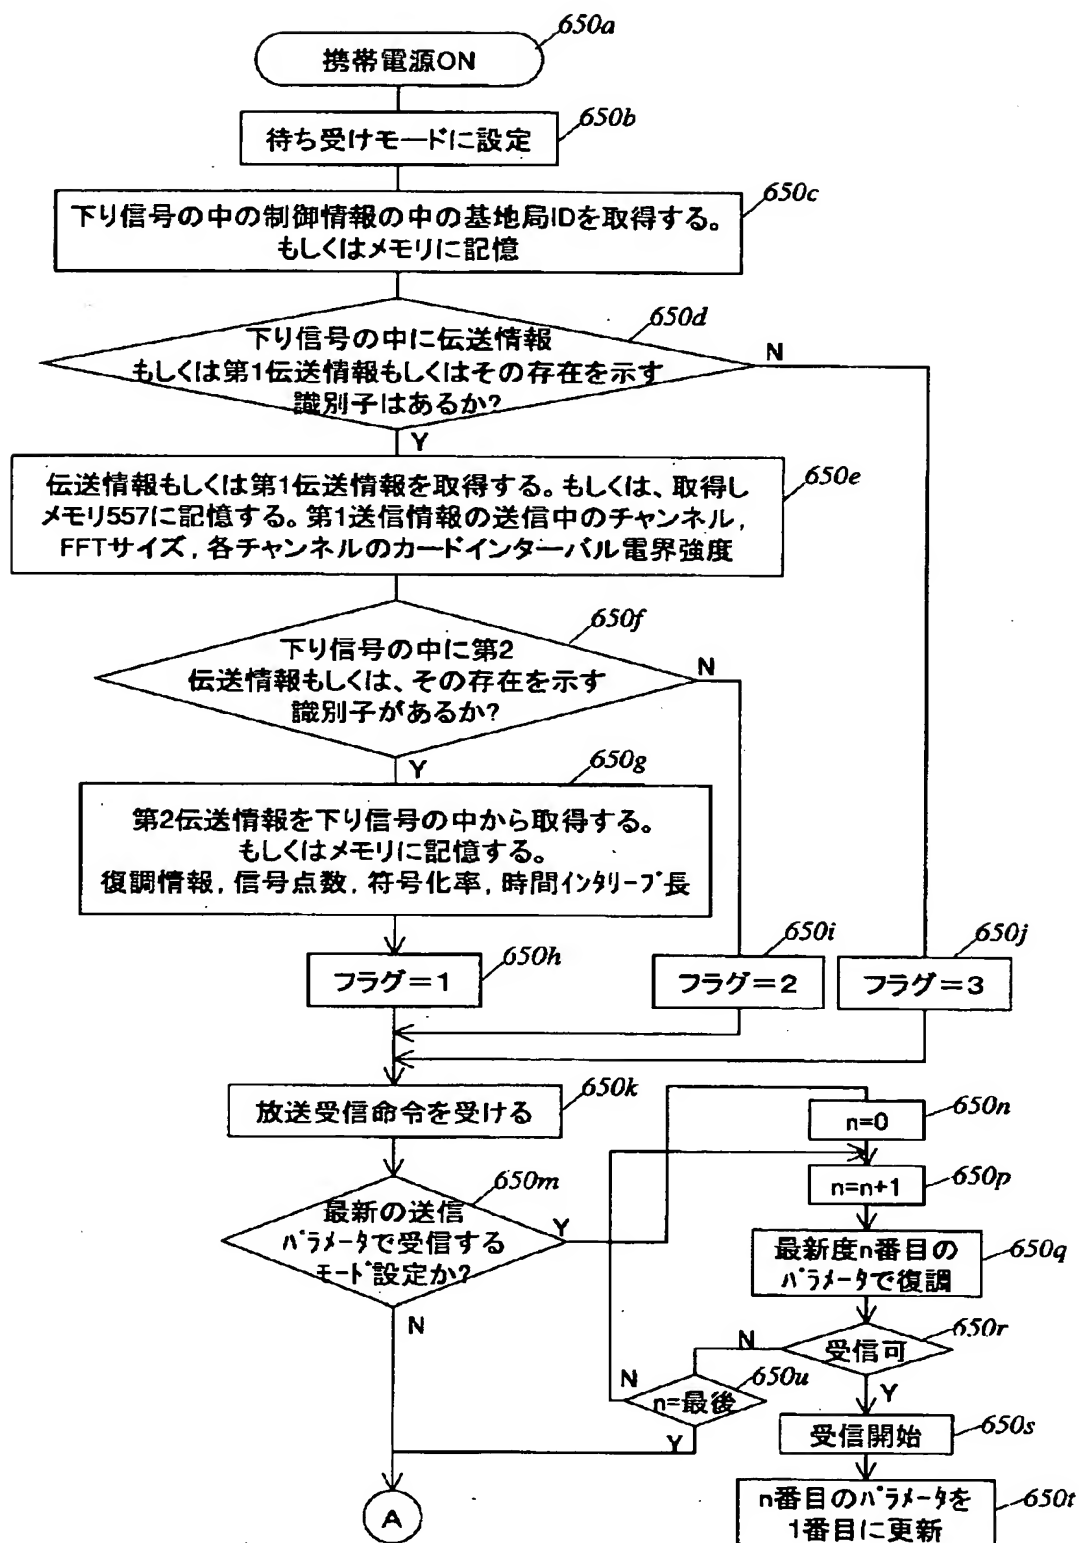 650a
携帯電源ON
650b
待ち受けモードに設定
650c
下り信号の中の制御情報の中の基地局IDを取得する。
もしくはメモリに記憶
650d
下り信号の中に伝送情報
もしくは第1伝送情報もしくはその存在を示す
識別子はあるか?
N
Y
650e
伝送情報もしくは第1伝送情報を取得する。もしくは、取得し
メモリ557に記憶する。第1送信情報の送信中のチャンネル,
FFTサイズ, 各チャンネルのカードインターバル電界強度
650f
下り信号の中に第2
伝送情報もしくは、その存在を示す
識別子があるか?
N
Y
650g
第2伝送情報を下り信号の中から取得する。
もしくはメモリに記憶する。
復調情報, 信号点数, 符号化率, 時間インタリーブ長
650h
フラグ=1
650i
フラグ=2
650j
フラグ=3
650k
放送受信命令を受ける
650m
最新の送信
パラメータで受信する
モード設定か?
Y
N
650n
n=0
650p
n=n+1
650q
最新度n番目の
パラメータで復調
650r
受信可
N
Y
650u
n=最後
N
Y
650s
受信開始
650t
n番目のパラメータを
1番目に更新
A